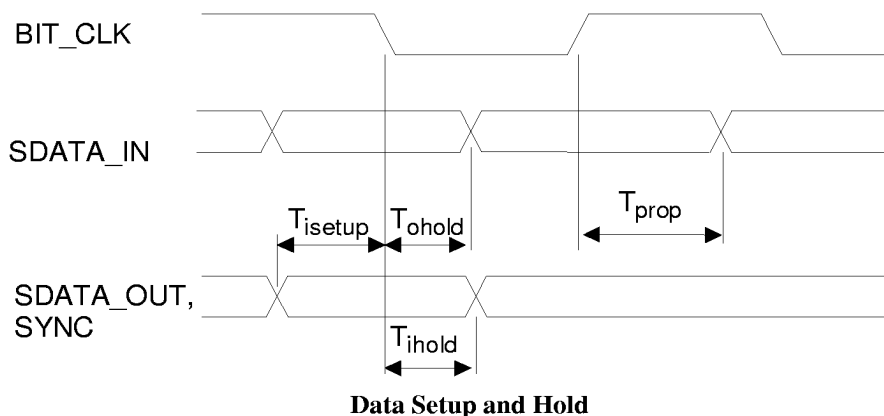 BIT_CLK
SDATA_IN
Tisetup
Tohold
Tprop
SDATA_OUT,
SYNC
Tihold
Data Setup and Hold